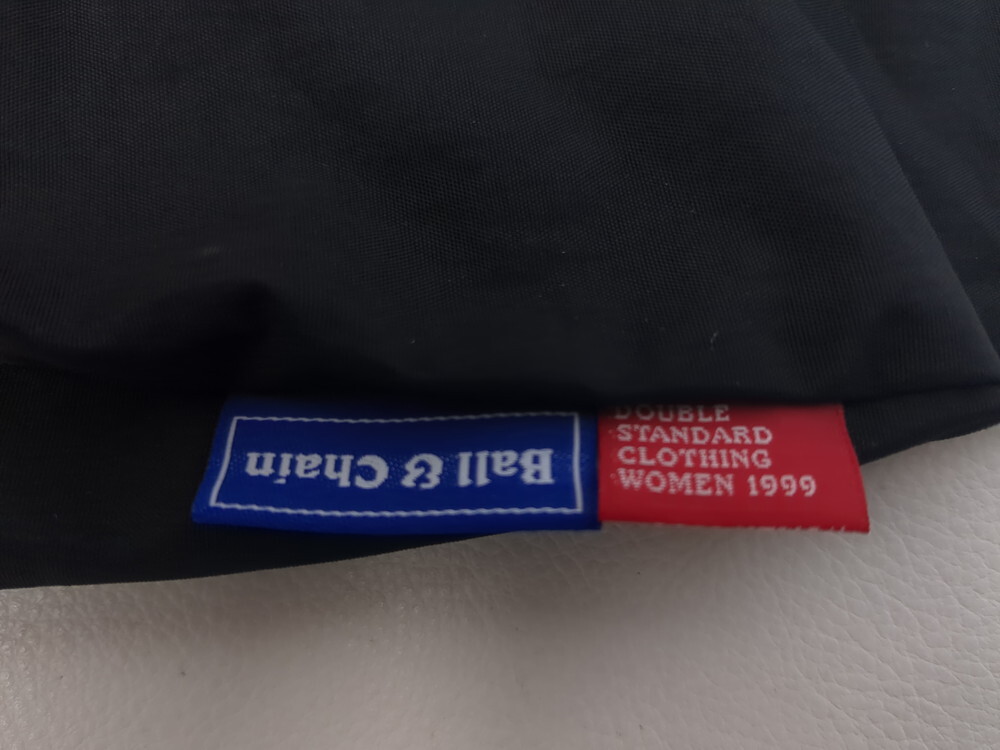 Ball & Chain
DOUBLE
STANDARD
CLOTHING
WOMEN 1999